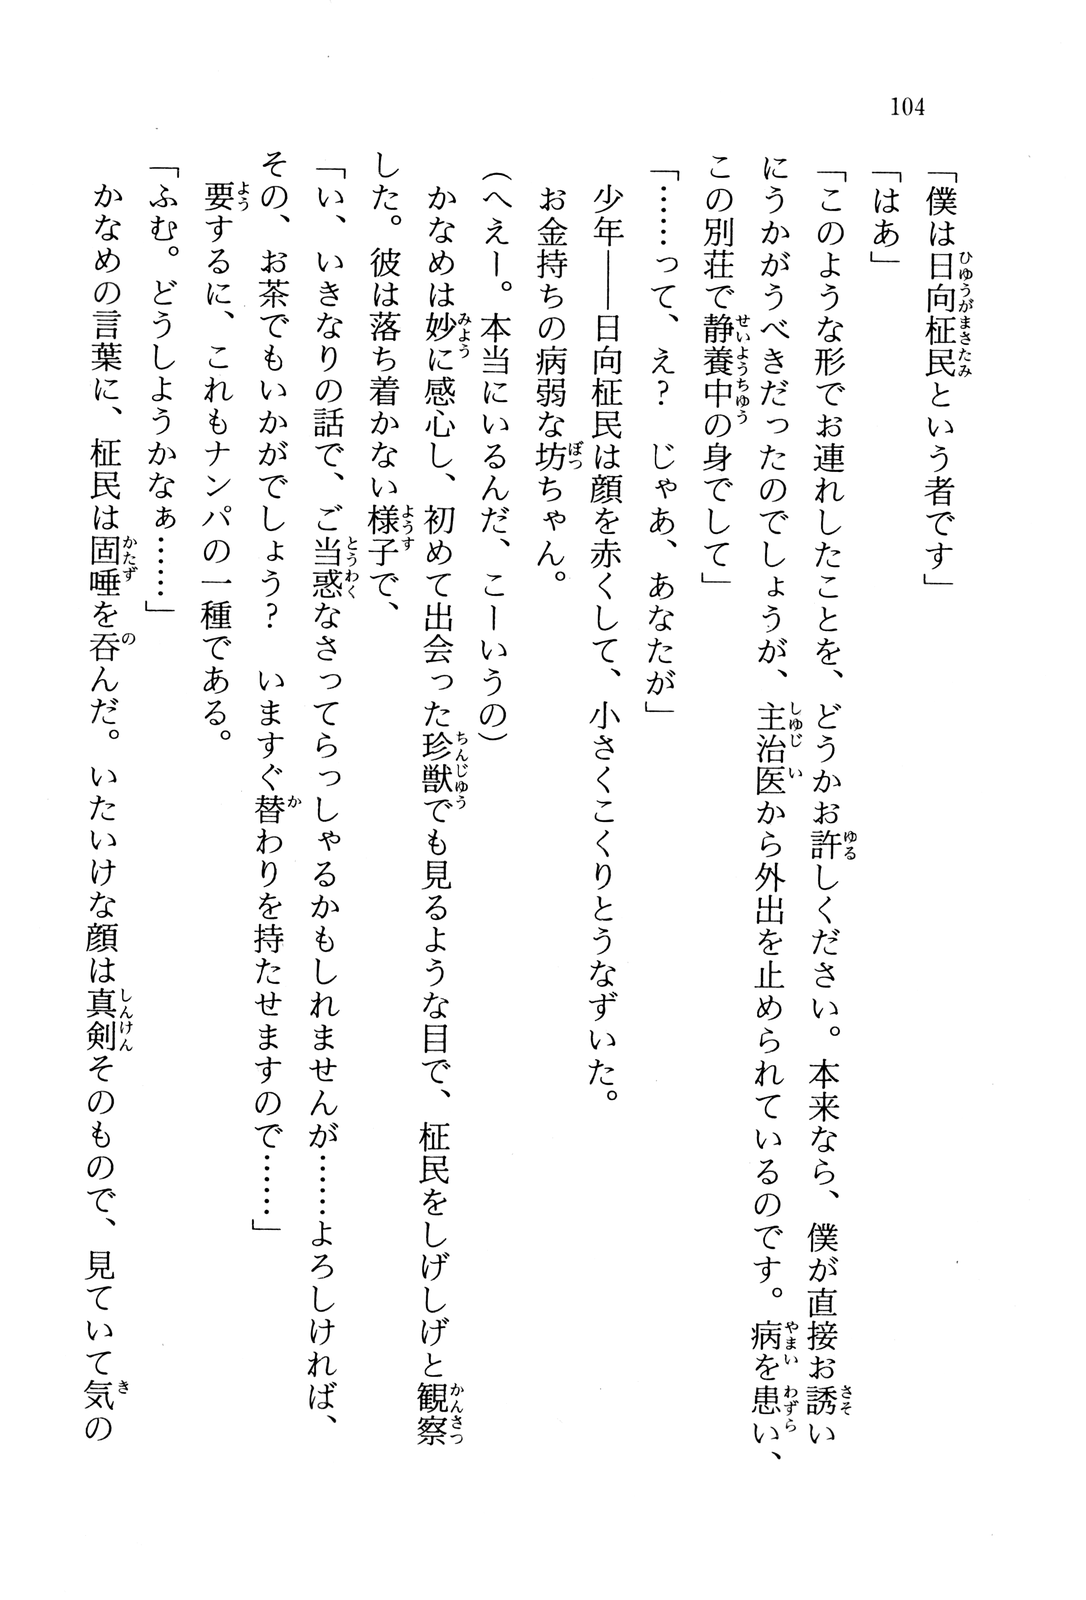 104
「僕は日向柾民という者です」
「はあ」
「このような形でお連れしたことを、どうかお許しください。本来なら、僕が直接お誘い
にうかがうべきだったのでしょうが、主治医から外出を止められているのです。病を患い、
この別荘で静養中の身でして」
「……って、え？　じゃあ、あなたが」
　少年――日向柾民は顔を赤くして、小さくこくりとうなずいた。
　お金持ちの病弱な坊ちゃん。
（へえー。本当にいるんだ、こーいうの）
　かなめは妙に感心し、初めて出会った珍獣でも見るような目で、柾民をしげしげと観察
した。彼は落ち着かない様子で、
「い、いきなりの話で、ご当惑なさってらっしゃるかもしれませんが……よろしければ、
その、お茶でもいかがでしょう？　いますぐ替わりを持たせますので……」
　要するに、これもナンパの一種である。
「ふむ。どうしようかなぁ……」
　かなめの言葉に、柾民は固唾を呑んだ。いたいけな顔は真剣そのもので、見ていて気の